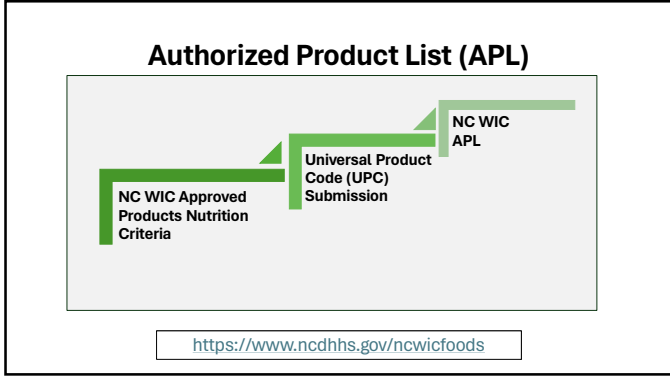 Authorized Product List (APL)
NC WIC Approved
Products Nutrition
Criteria
Universal Product
Code (UPC)
Submission
NC WIC
APL
https://www.ncdhhs.gov/ncwicfoods